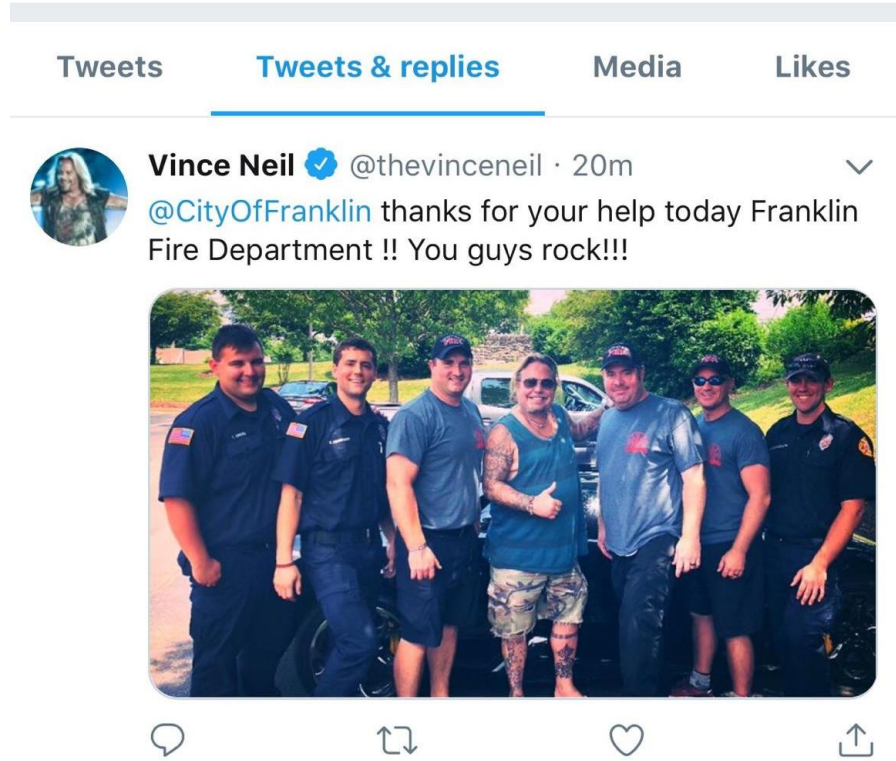 Tweets Tweets & replies Media Likes
Vince Neil @thevinceneil · 20m
@CityOfFranklin thanks for your help today Franklin
Fire Department !! You guys rock!!!